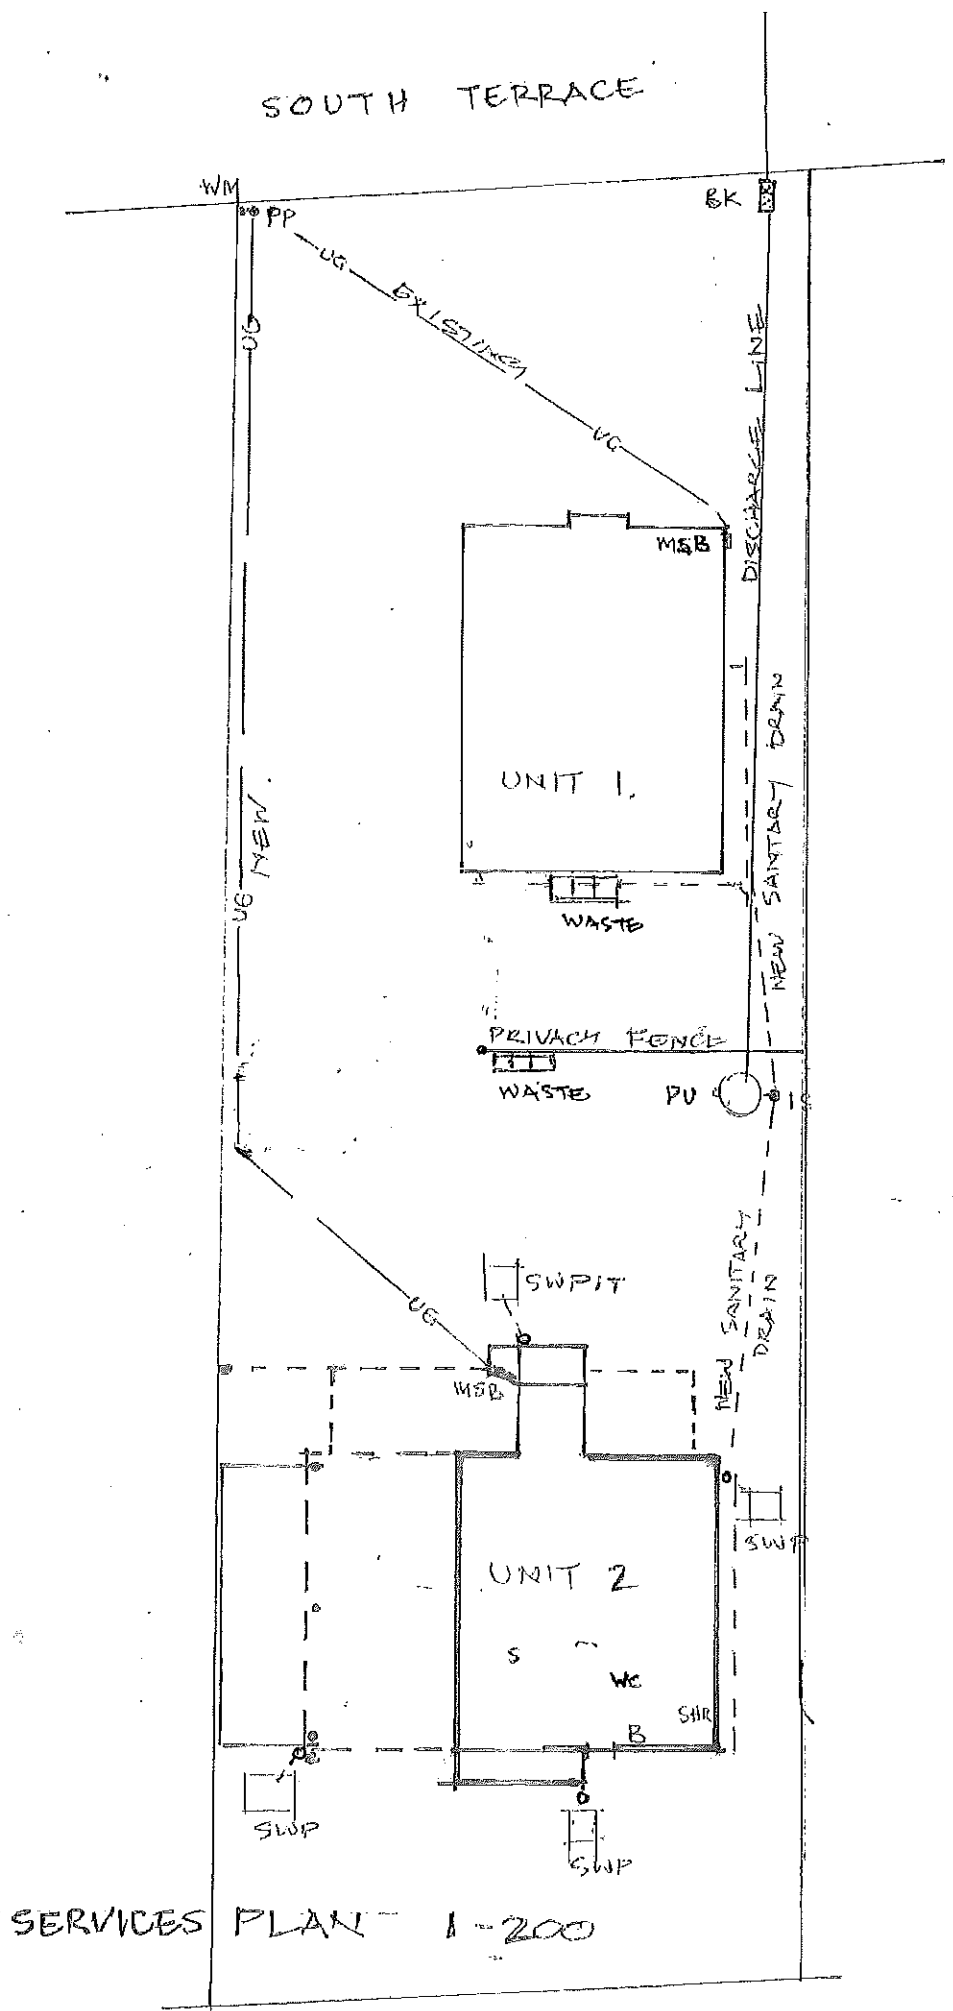 SOUTH TERRACE
WM
PP
BK
UG
EXISTING
UG
UG
DISCHARGE LINE
MSB
UNIT 1.
NEW SANTARY DRAIN
NEW
UG
WASTE
PRIVACY FENCE
WASTE
PU
SWPIT
UG
MSB
NEW SANITARY
DRAIN
SWP
UNIT 2
S
WC
SHR
B
SWP
SWP
SERVICES PLAN 1-200